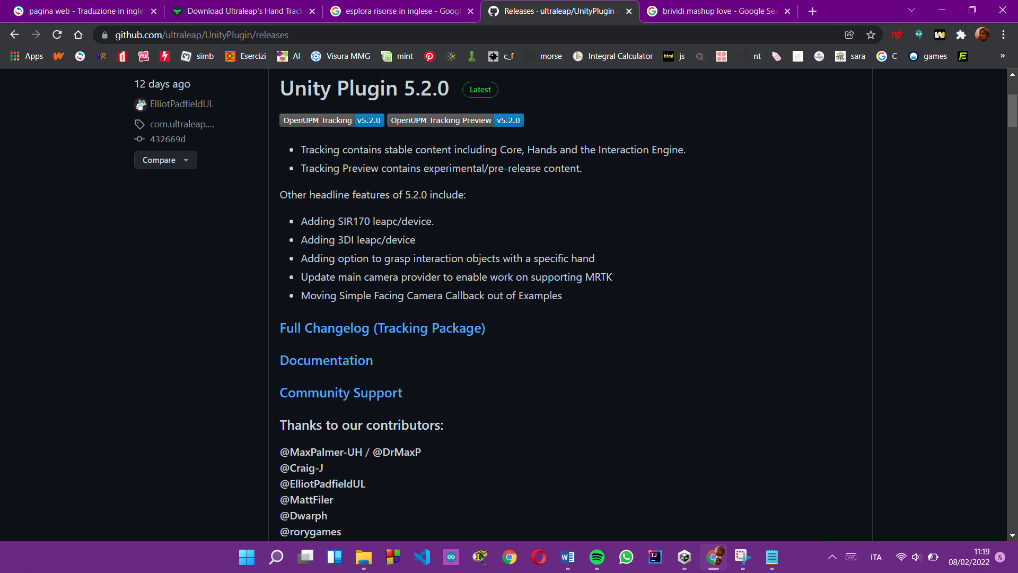 pagina web - Traduzione in ingle
Download Ultraleap's Hand Track
esplora risorse in inglese - Goog
Releases · ultraleap/UnityPlugin ·
brividi mashup love - Google Sea
github.com/ultraleap/UnityPlugin/releases
Apps
simb
Esercizi
AI
Visura MMG
mint
c_f
morse
Integral Calculator
js
nt
sara
C
games
»
12 days ago
ElliotPadfieldUL
com.ultraleap....
432669d
Compare
Unity Plugin 5.2.0 Latest
OpenUPM Tracking v5.2.0 OpenUPM Tracking Preview v5.2.0
• Tracking contains stable content including Core, Hands and the Interaction Engine.
• Tracking Preview contains experimental/pre-release content.
Other headline features of 5.2.0 include:
• Adding SIR170 leapc/device.
• Adding 3DI leapc/device
• Adding option to grasp interaction objects with a specific hand
• Update main camera provider to enable work on supporting MRTK
• Moving Simple Facing Camera Callback out of Examples
Full Changelog (Tracking Package)
Documentation
Community Support
Thanks to our contributors:
@MaxPalmer-UH / @DrMaxP
@Craig-J
@ElliotPadfieldUL
@MattFiler
@Dwarph
@rorygames
ITA
11:19
08/02/2022
5